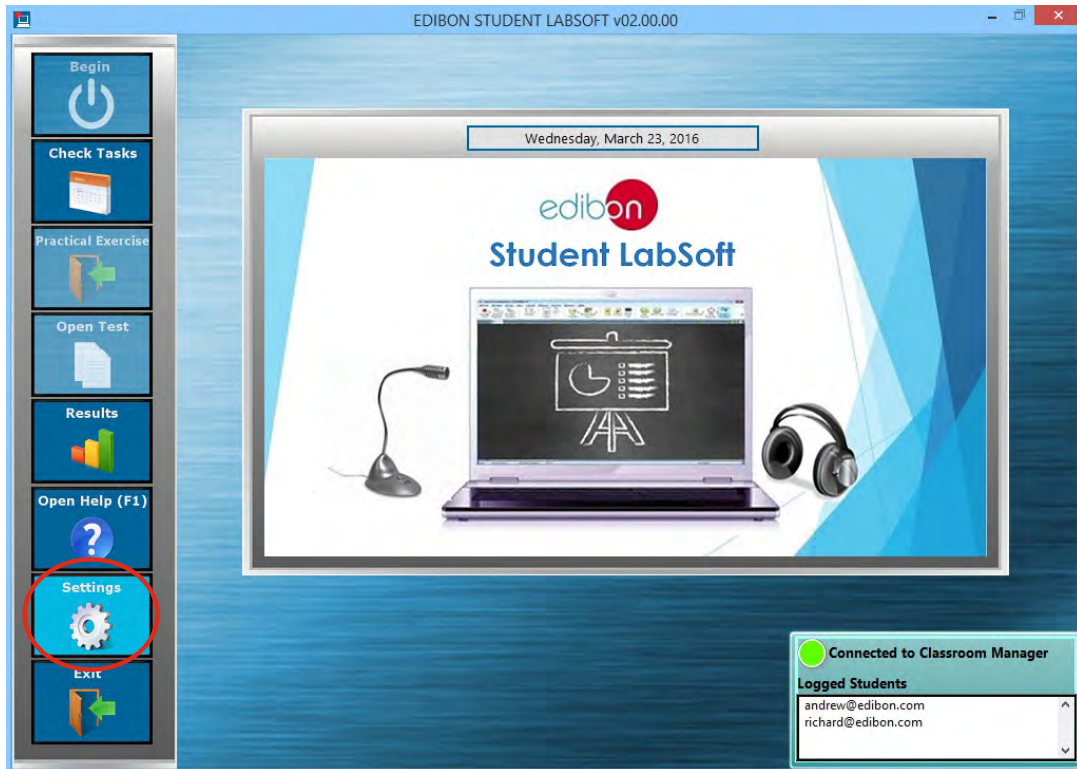 EDIBON STUDENT LABSOFT v02.00.00
Begin
Check Tasks
Practical Exercise
Open Test
Results
Open Help (F1)
?
Settings
Exit
Wednesday, March 23, 2016
edibon
Student LabSoft
Connected to Classroom Manager
Logged Students
andrew@edibon.com
richard@edibon.com